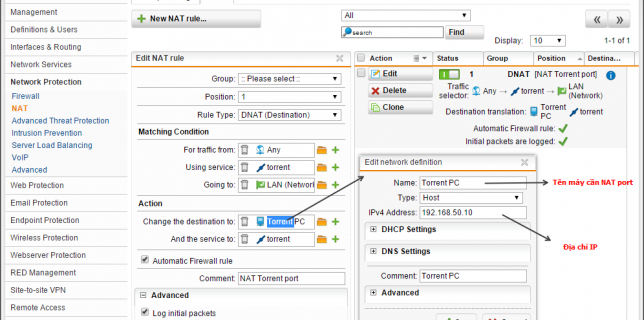 Management
Definitions & Users
Interfaces & Routing
Network Services
Network Protection
Firewall
NAT
Advanced Threat Protection
Intrusion Prevention
Server Load Balancing
VoIP
Advanced
Web Protection
Email Protection
Endpoint Protection
Wireless Protection
Webserver Protection
RED Management
Site-to-site VPN
Remote Access
+ New NAT rule...
All
search
Find
Display: 10
1-1 of 1
Edit NAT rule
Group: :: Please select ::
Position: 1
Rule Type: DNAT (Destination)
Matching Condition
For traffic from: Any
Using service: torrent
Going to: LAN (Network
Action
Change the destination to: Torrent PC
And the service to: torrent
Automatic Firewall rule
Comment: NAT Torrent port
Advanced
Log initial packets
Action Status Group Position Destina...
Edit 1 DNAT [NAT Torrent port]
Delete
Clone
Traffic selector: Any → torrent → LAN (Network)
Destination translation: Torrent PC torrent
Automatic Firewall rule:
Initial packets are logged:
Edit network definition
Name: Torrent PC
Type: Host
IPv4 Address: 192.168.50.10
DHCP Settings
DNS Settings
Comment: Torrent PC
Advanced
Tên máy cần NAT port
Địa chỉ IP